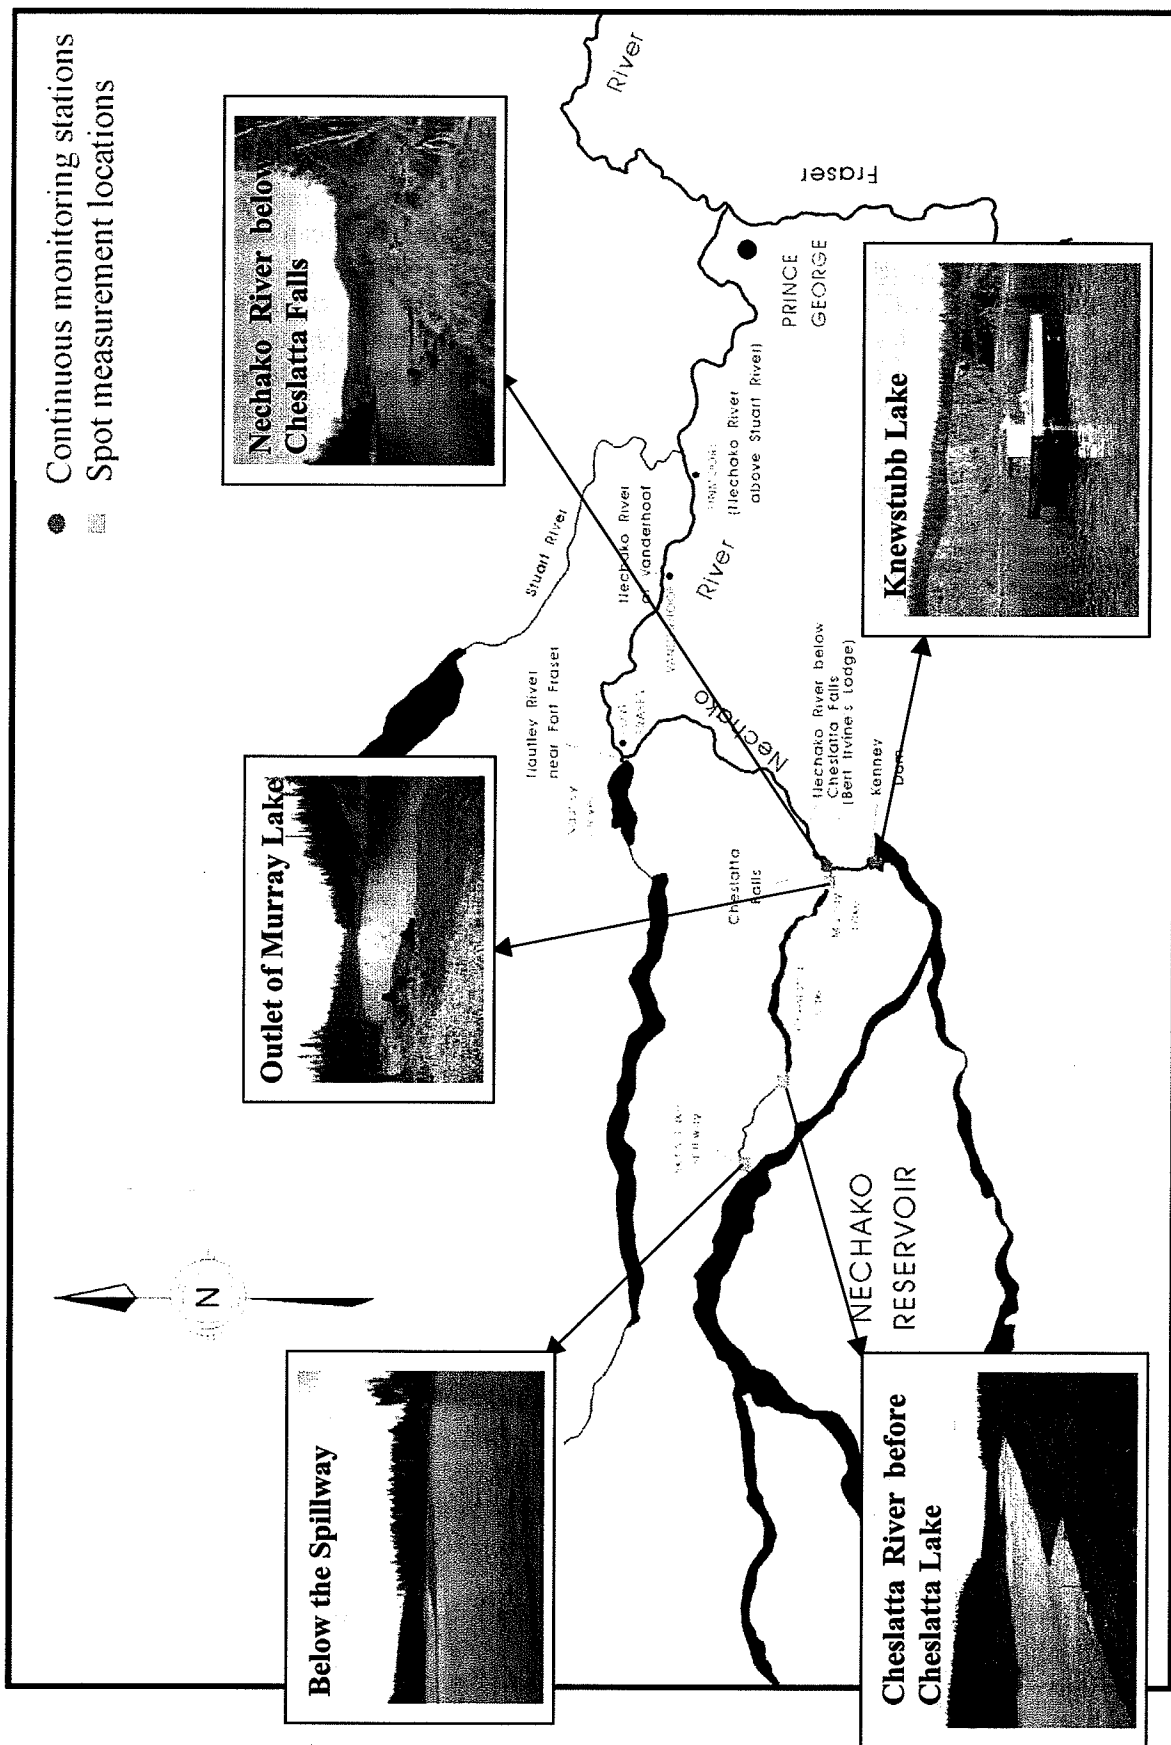 Continuous monitoring stations
Spot measurement locations
Below the Spillway
Outlet of Murray Lake
Nechako River below
Cheslatta Falls
Cheslatta River before
Cheslatta Lake
Knewstubb Lake
N
Stuart River
Nautley River
near Fort Fraser
Nechako River
at Vanderhoof
River
Fraser
PRINCE
GEORGE
(Nechako River
above Stuart River)
River
Nechako
Cheslatta
Falls
Nechako River below
Cheslatta Falls
(Bert Irvine's Lodge)
Kenney
Dam
NECHAKO
RESERVOIR